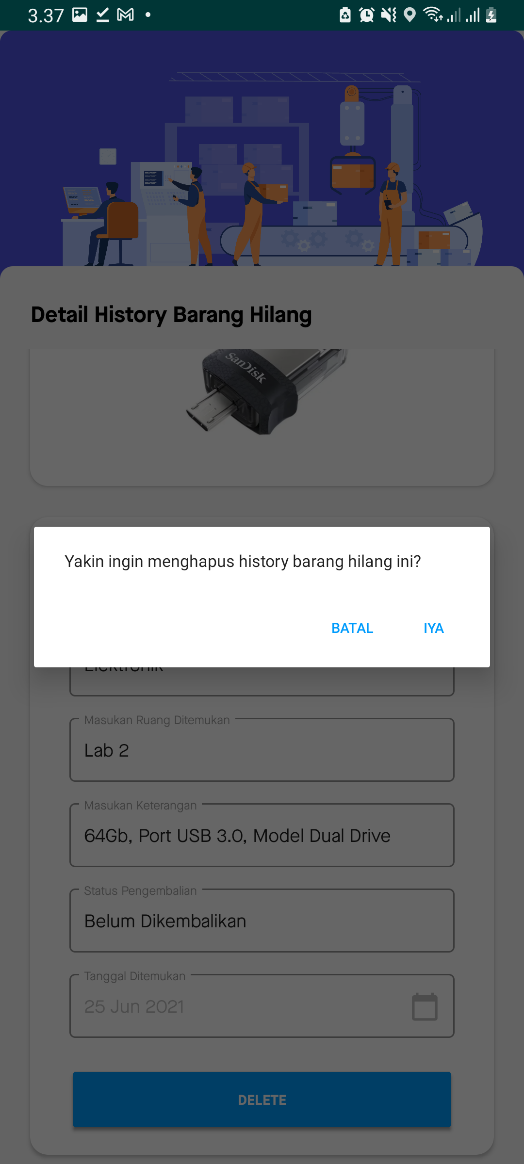 3.37
Detail History Barang Hilang
SanDisk
Yakin ingin menghapus history barang hilang ini?
BATAL IYA
Elektronik
Masukan Ruang Ditemukan
Lab 2
Masukan Keterangan
64Gb, Port USB 3.0, Model Dual Drive
Status Pengembalian
Belum Dikembalikan
Tanggal Ditemukan
25 Jun 2021
DELETE